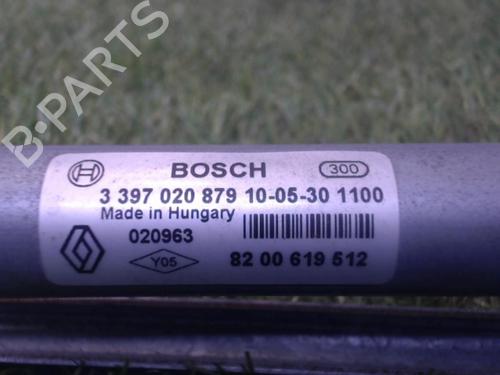 B-PARTS
BOSCH 300
3 397 020 879 10-05-30 1100
Made in Hungary
020963
Y05 82 00 619 512